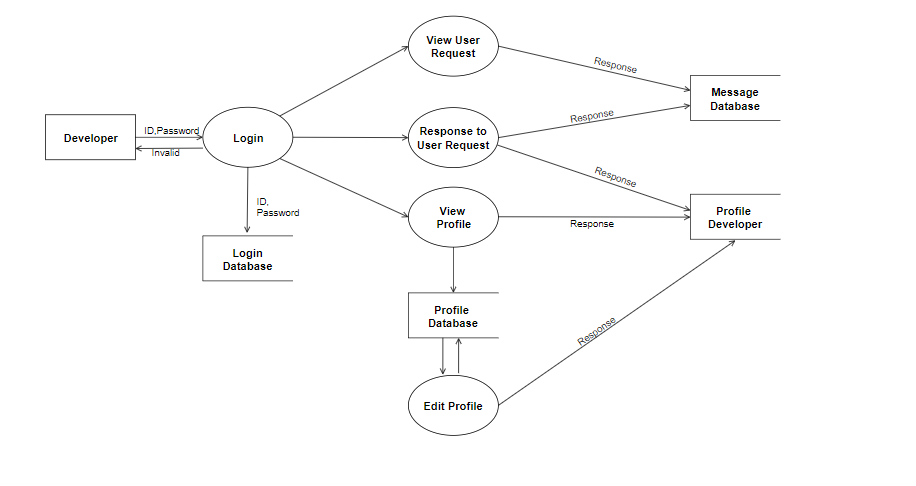 View User
Request
Response
Message
Database
Developer
ID,Password
Invalid
Login
Response to
User Request
Response
Response
ID,
Password
View
Profile
Response
Profile
Developer
Login
Database
Profile
Database
Response
Edit Profile